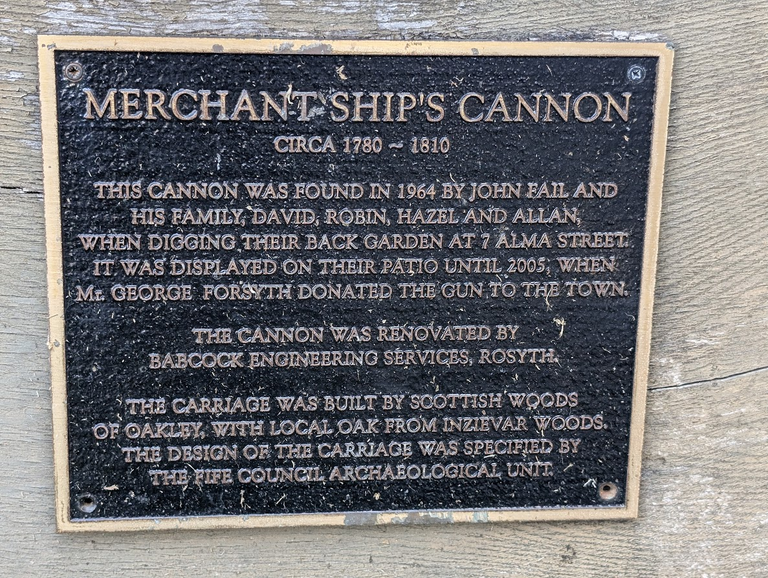 MERCHANT SHIP'S CANNON
CIRCA 1780 ~ 1810
THIS CANNON WAS FOUND IN 1964 BY JOHN FAIL AND
HIS FAMILY, DAVID, ROBIN, HAZEL AND ALLAN,
WHEN DIGGING THEIR BACK GARDEN AT 7 ALMA STREET.
IT WAS DISPLAYED ON THEIR PATIO UNTIL 2005, WHEN
Mr. GEORGE FORSYTH DONATED THE GUN TO THE TOWN.
THE CANNON WAS RENOVATED BY
BABCOCK ENGINEERING SERVICES, ROSYTH.
THE CARRIAGE WAS BUILT BY SCOTTISH WOODS
OF OAKLEY, WITH LOCAL OAK FROM INZIEVAR WOODS.
THE DESIGN OF THE CARRIAGE WAS SPECIFIED BY
THE FIFE COUNCIL ARCHAEOLOGICAL UNIT.